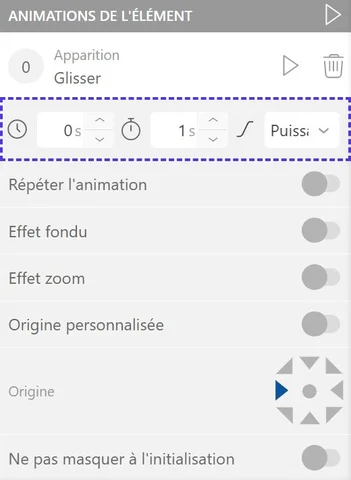 ANIMATIONS DE L'ÉLÉMENT
0 Apparition
Glisser
0 s 1 s Puissa
Répéter l'animation
Effet fondu
Effet zoom
Origine personnalisée
Origine
Ne pas masquer à l'initialisation